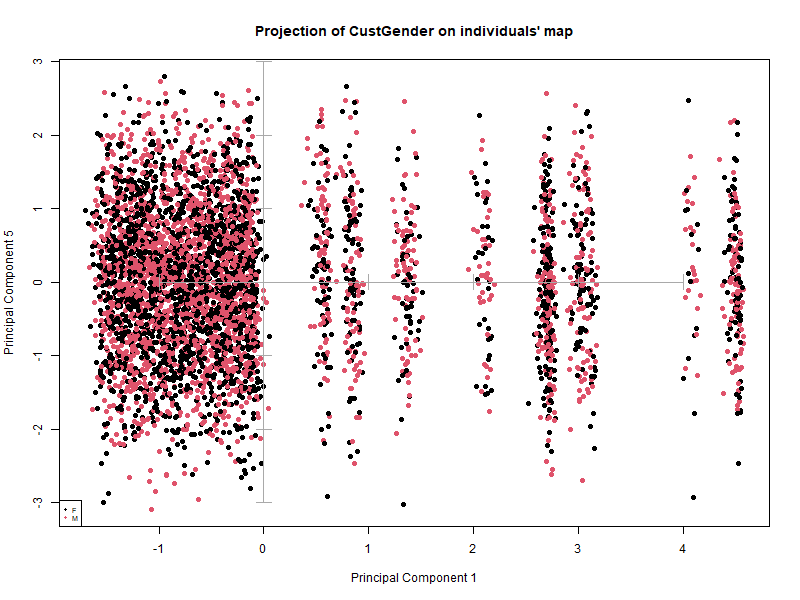 Projection of CustGender on individuals' map
3
2
1
0
-1
-2
-3
Principal Component 5
F
M
-1 0 1 2 3 4
Principal Component 1